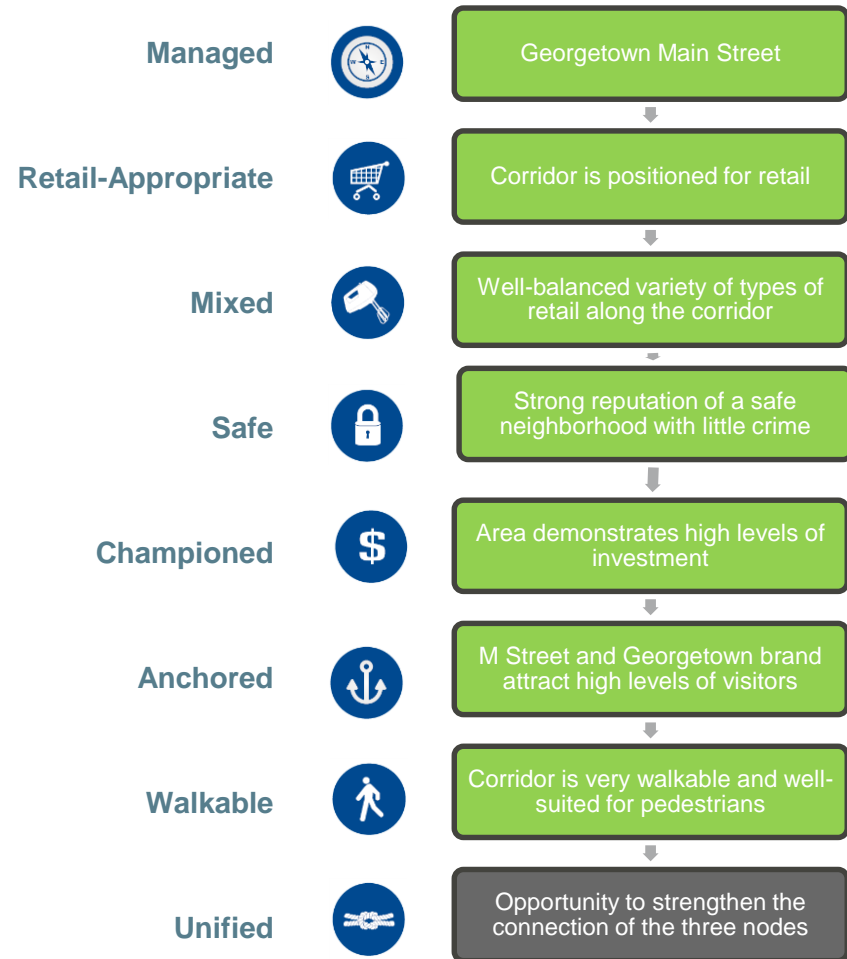 Managed
Georgetown Main Street
Retail-Appropriate
Corridor is positioned for retail
Mixed
Well-balanced variety of types of
retail along the corridor
Safe
Strong reputation of a safe
neighborhood with little crime
Championed
$
Area demonstrates high levels of
investment
Anchored
M Street and Georgetown brand
attract high levels of visitors
Walkable
Corridor is very walkable and well-
suited for pedestrians
Unified
Opportunity to strengthen the
connection of the three nodes